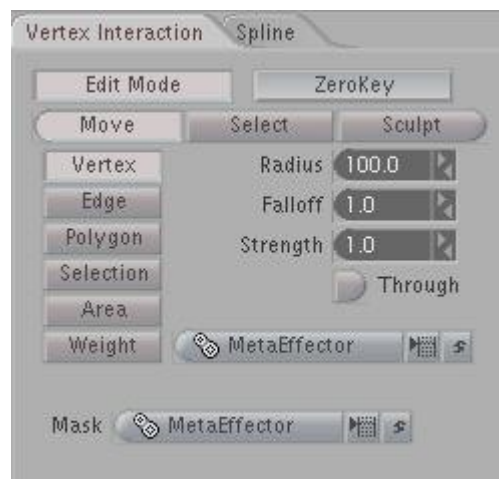 Vertex Interaction Spline
Edit Mode ZeroKey
Move Select Sculpt
Vertex Radius 100.0
Edge Falloff 1.0
Polygon Strength 1.0
Selection Through
Area
Weight MetaEffector
Mask MetaEffector